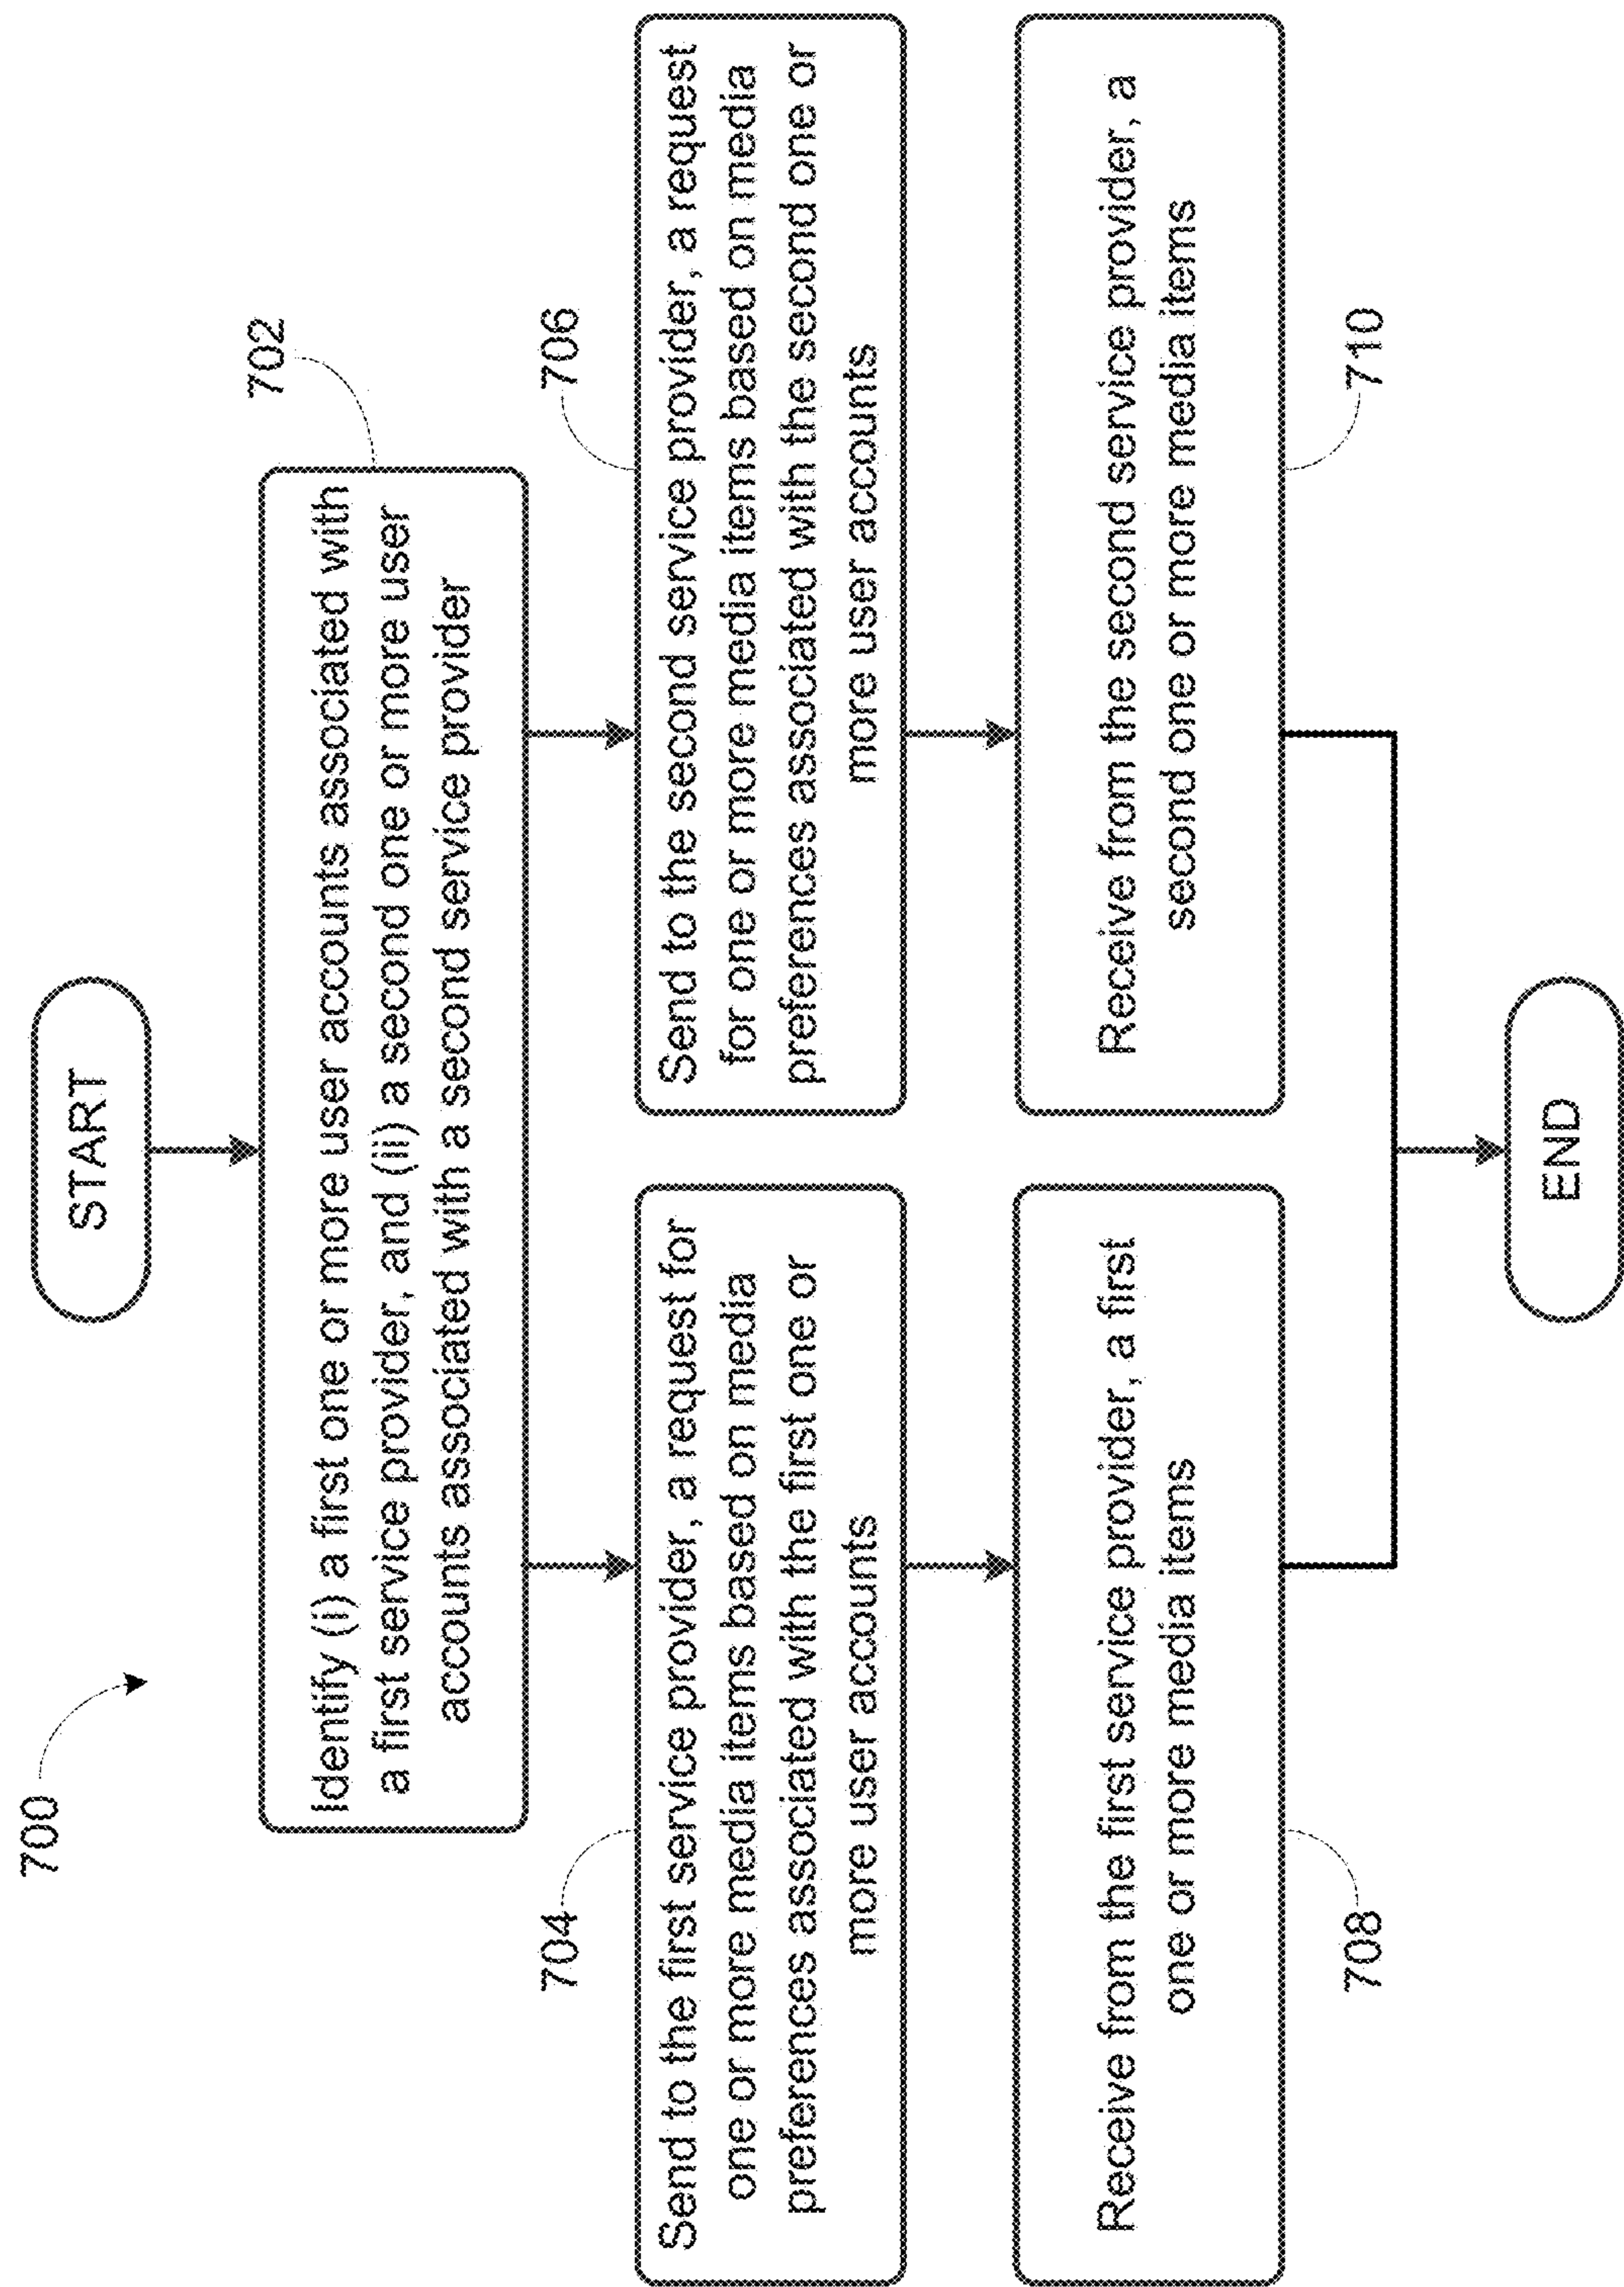 700
START
702
Identify (i) a first one or more user accounts associated with
a first service provider, and (ii) a second one or more user
accounts associated with a second service provider
704
Send to the first service provider, a request for
one or more media items based on media
preferences associated with the first one or
more user accounts
706
Send to the second service provider, a request
for one or more media items based on media
preferences associated with the second one or
more user accounts
Receive from the first service provider, a first
one or more media items
708
Receive from the second service provider, a
second one or more media items
710
END